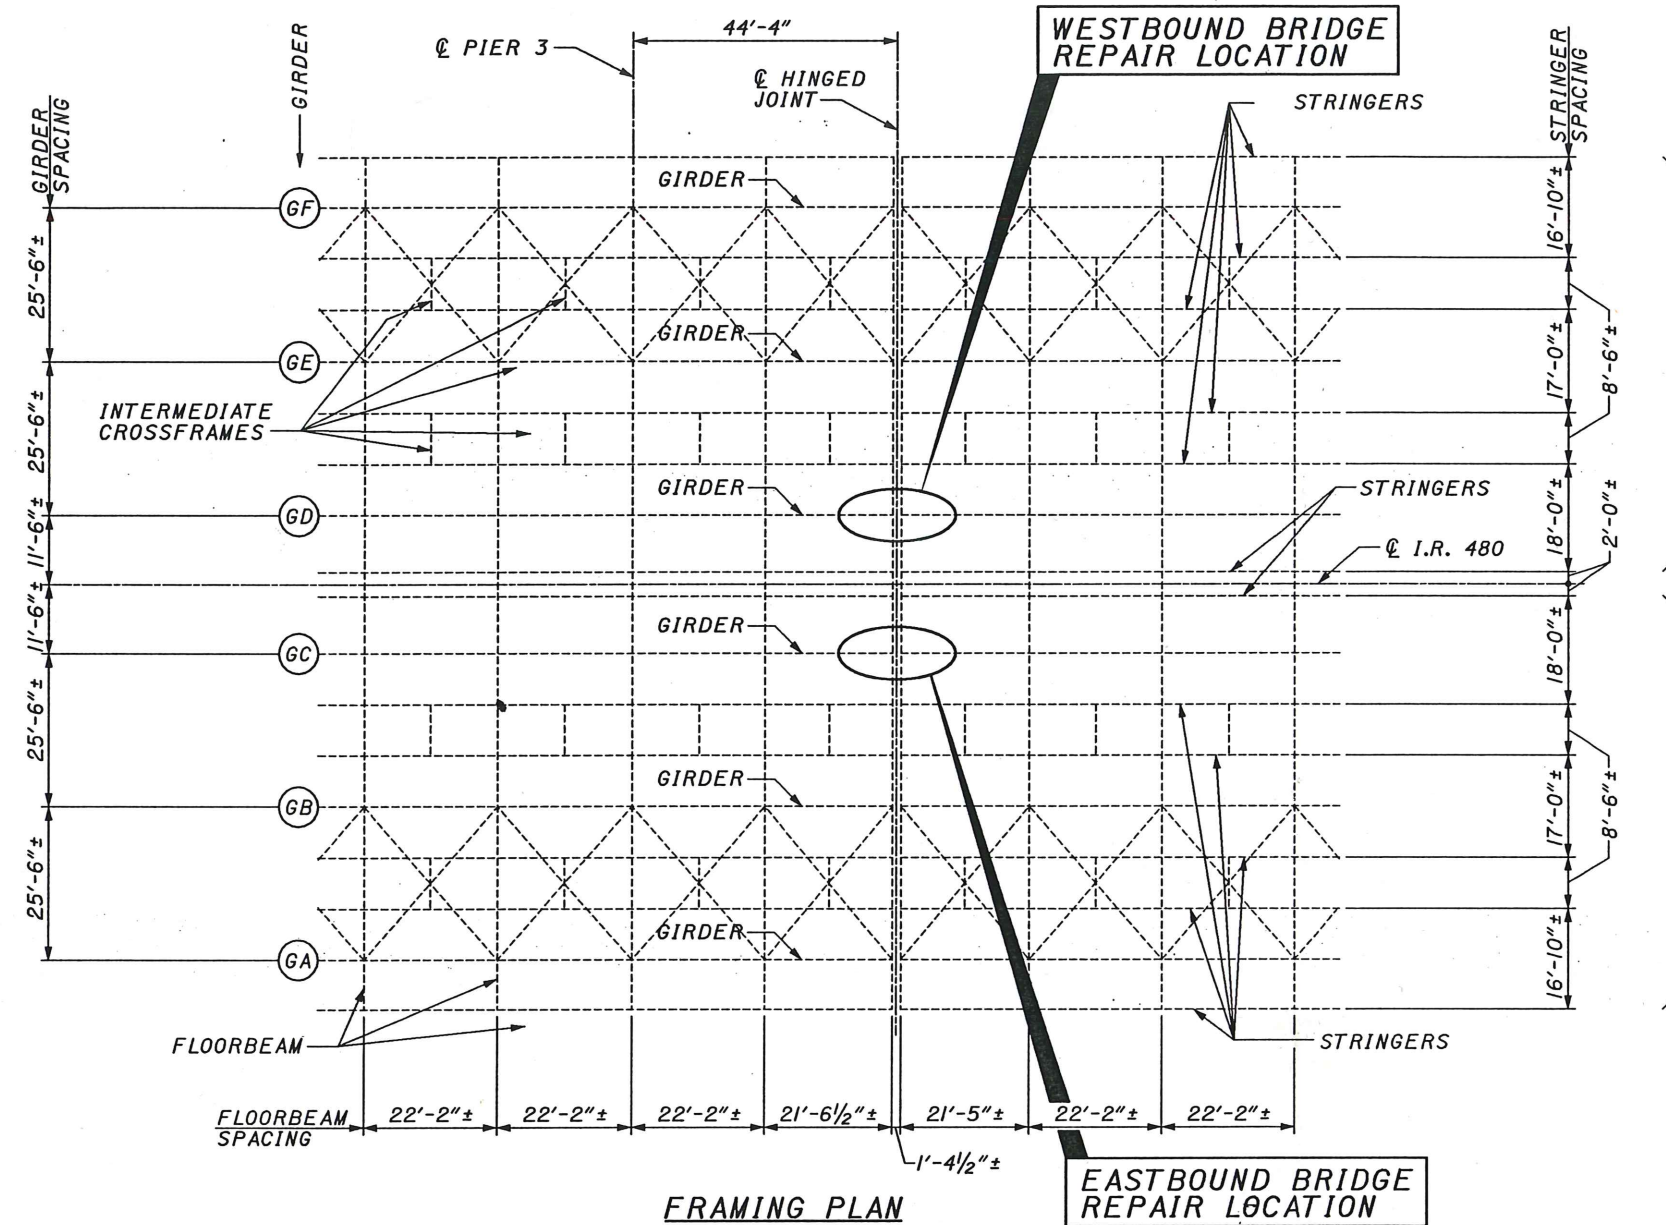 WESTBOUND BRIDGE
REPAIR LOCATION
44'-4"
℄ PIER 3
℄ HINGED
JOINT
GIRDER
GIRDER
SPACING
STRINGER
SPACING
STRINGERS
GIRDER
GF
25'-6"±
16'-10"±
GIRDER
GE
17'-0"±
8'-6"±
INTERMEDIATE
CROSSFRAMES
25'-6"±
GIRDER
GD
STRINGERS
18'-0"±
2'-0"±
11'-6"±
℄ I.R. 480
11'-6"±
GIRDER
GC
18'-0"±
25'-6"±
GIRDER
GB
17'-0"±
8'-6"±
25'-6"±
GIRDER
GA
16'-10"±
FLOORBEAM
STRINGERS
FLOORBEAM
SPACING
22'-2"±
22'-2"±
22'-2"±
21'-6½"±
21'-5"±
22'-2"±
22'-2"±
1'-4½"±
EASTBOUND BRIDGE
REPAIR LOCATION
FRAMING PLAN